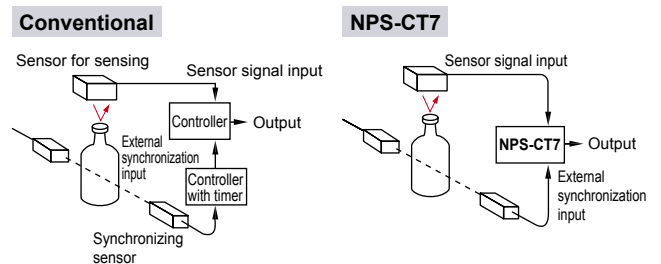 Conventional
Sensor for sensing
Sensor signal input
Controller
Output
External
synchronization
input
Controller
with timer
Synchronizing
sensor
NPS-CT7
Sensor signal input
NPS-CT7
Output
External
synchronization
input